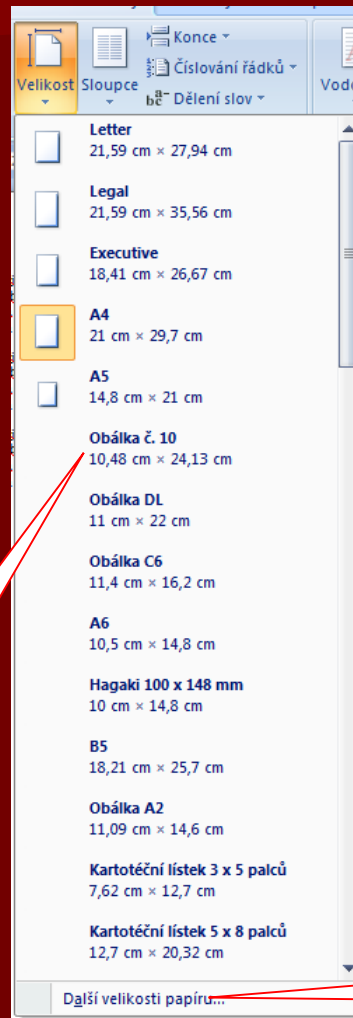 Velikost
Sloupce
Konce
Číslování řádků
Dělení slov
Letter
21,59 cm × 27,94 cm
Legal
21,59 cm × 35,56 cm
Executive
18,41 cm × 26,67 cm
A4
21 cm × 29,7 cm
A5
14,8 cm × 21 cm
Obálka č. 10
10,48 cm × 24,13 cm
Obálka DL
11 cm × 22 cm
Obálka C6
11,4 cm × 16,2 cm
A6
10,5 cm × 14,8 cm
Hagaki 100 x 148 mm
10 cm × 14,8 cm
B5
18,21 cm × 25,7 cm
Obálka A2
11,09 cm × 14,6 cm
Kartotéční lístek 3 x 5 palců
7,62 cm × 12,7 cm
Kartotéční lístek 5 x 8 palců
12,7 cm × 20,32 cm
Další velikosti papíru...